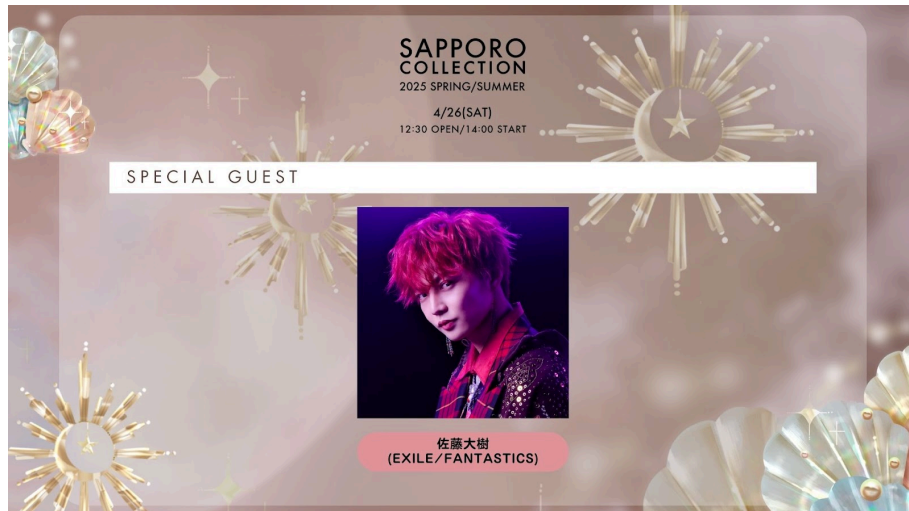 SAPPORO
COLLECTION
2025 SPRING/SUMMER
4/26(SAT)
12:30 OPEN/14:00 START
SPECIAL GUEST
佐藤大樹
(EXILE/FANTASTICS)